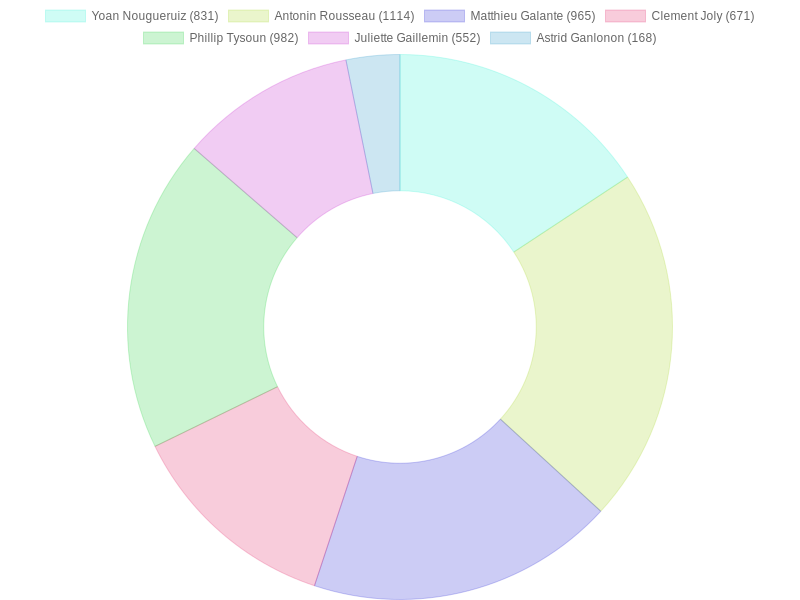 Yoan Nougueruiz (831) Antonin Rousseau (1114) Matthieu Galante (965) Clement Joly (671)
Phillip Tysoun (982) Juliette Gaillemin (552) Astrid Ganlonon (168)